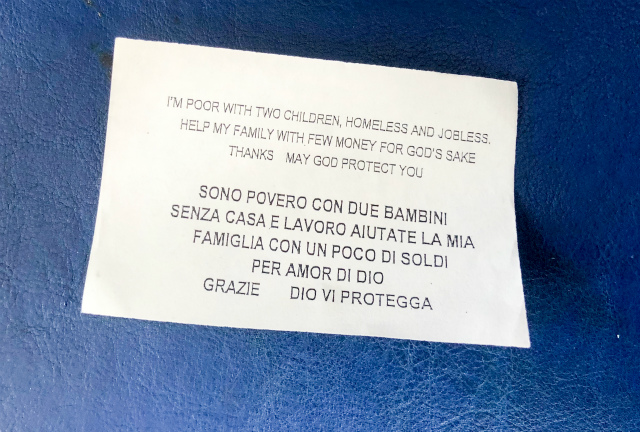 I'M POOR WITH TWO CHILDREN, HOMELESS AND JOBLESS.
HELP MY FAMILY WITH FEW MONEY FOR GOD'S SAKE
THANKS MAY GOD PROTECT YOU
SONO POVERO CON DUE BAMBINI
SENZA CASA E LAVORO AIUTATE LA MIA
FAMIGLIA CON UN POCO DI SOLDI
PER AMOR DI DIO
GRAZIE DIO VI PROTEGGA